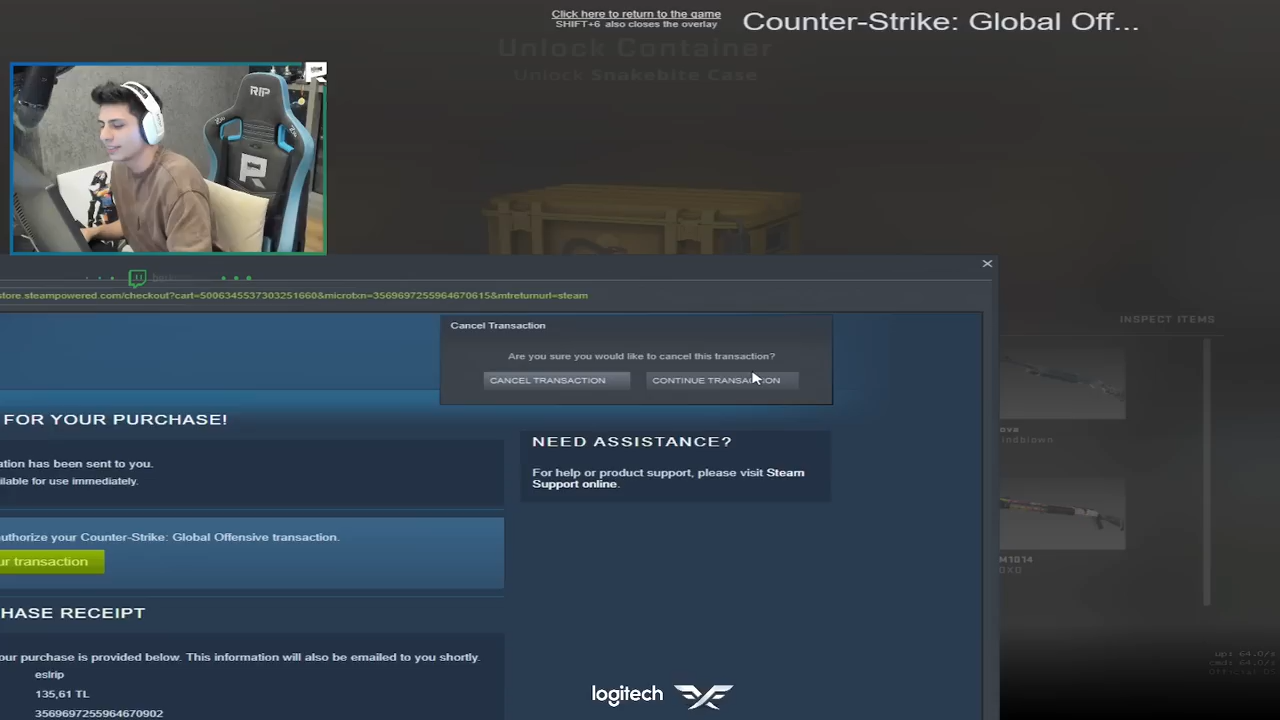 Click here to return to the game
SHIFT+6 also closes the overlay
Counter-Strike: Global Off...
Unlock Container
Unlock Snakebite Case
RIP
store.steampowered.com/checkout?cart=5006345537303251660&microtxn=3569697255964670615&mtreturnurl=steam
Cancel Transaction
Are you sure you would like to cancel this transaction?
CANCEL TRANSACTION
CONTINUE TRANSACTION
INSPECT ITEMS
FOR YOUR PURCHASE!
ation has been sent to you.
ailable for use immediately.
NEED ASSISTANCE?
For help or product support, please visit Steam
Support online.
uthorize your Counter-Strike: Global Offensive transaction.
ur transaction
HASE RECEIPT
our purchase is provided below. This information will also be emailed to you shortly.
eslrip
135,61 TL
3569697255964670902
ova
indblown
M1014
logitech